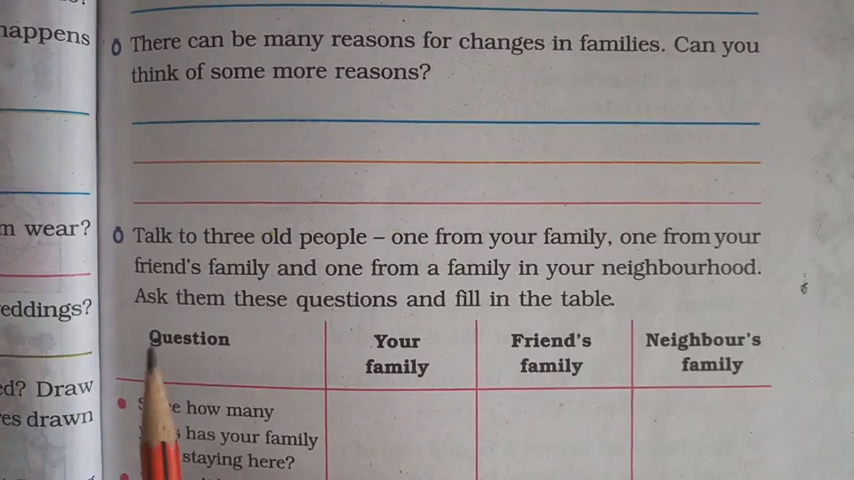 happens
m wear?
eddings?
ed? Draw
es drawn
There can be many reasons for changes in families. Can you
think of some more reasons?
Talk to three old people – one from your family, one from your
friend's family and one from a family in your neighbourhood.
Ask them these questions and fill in the table.
Question
Your
family
Friend's
family
Neighbour's
family
how many
has your family
staying here?